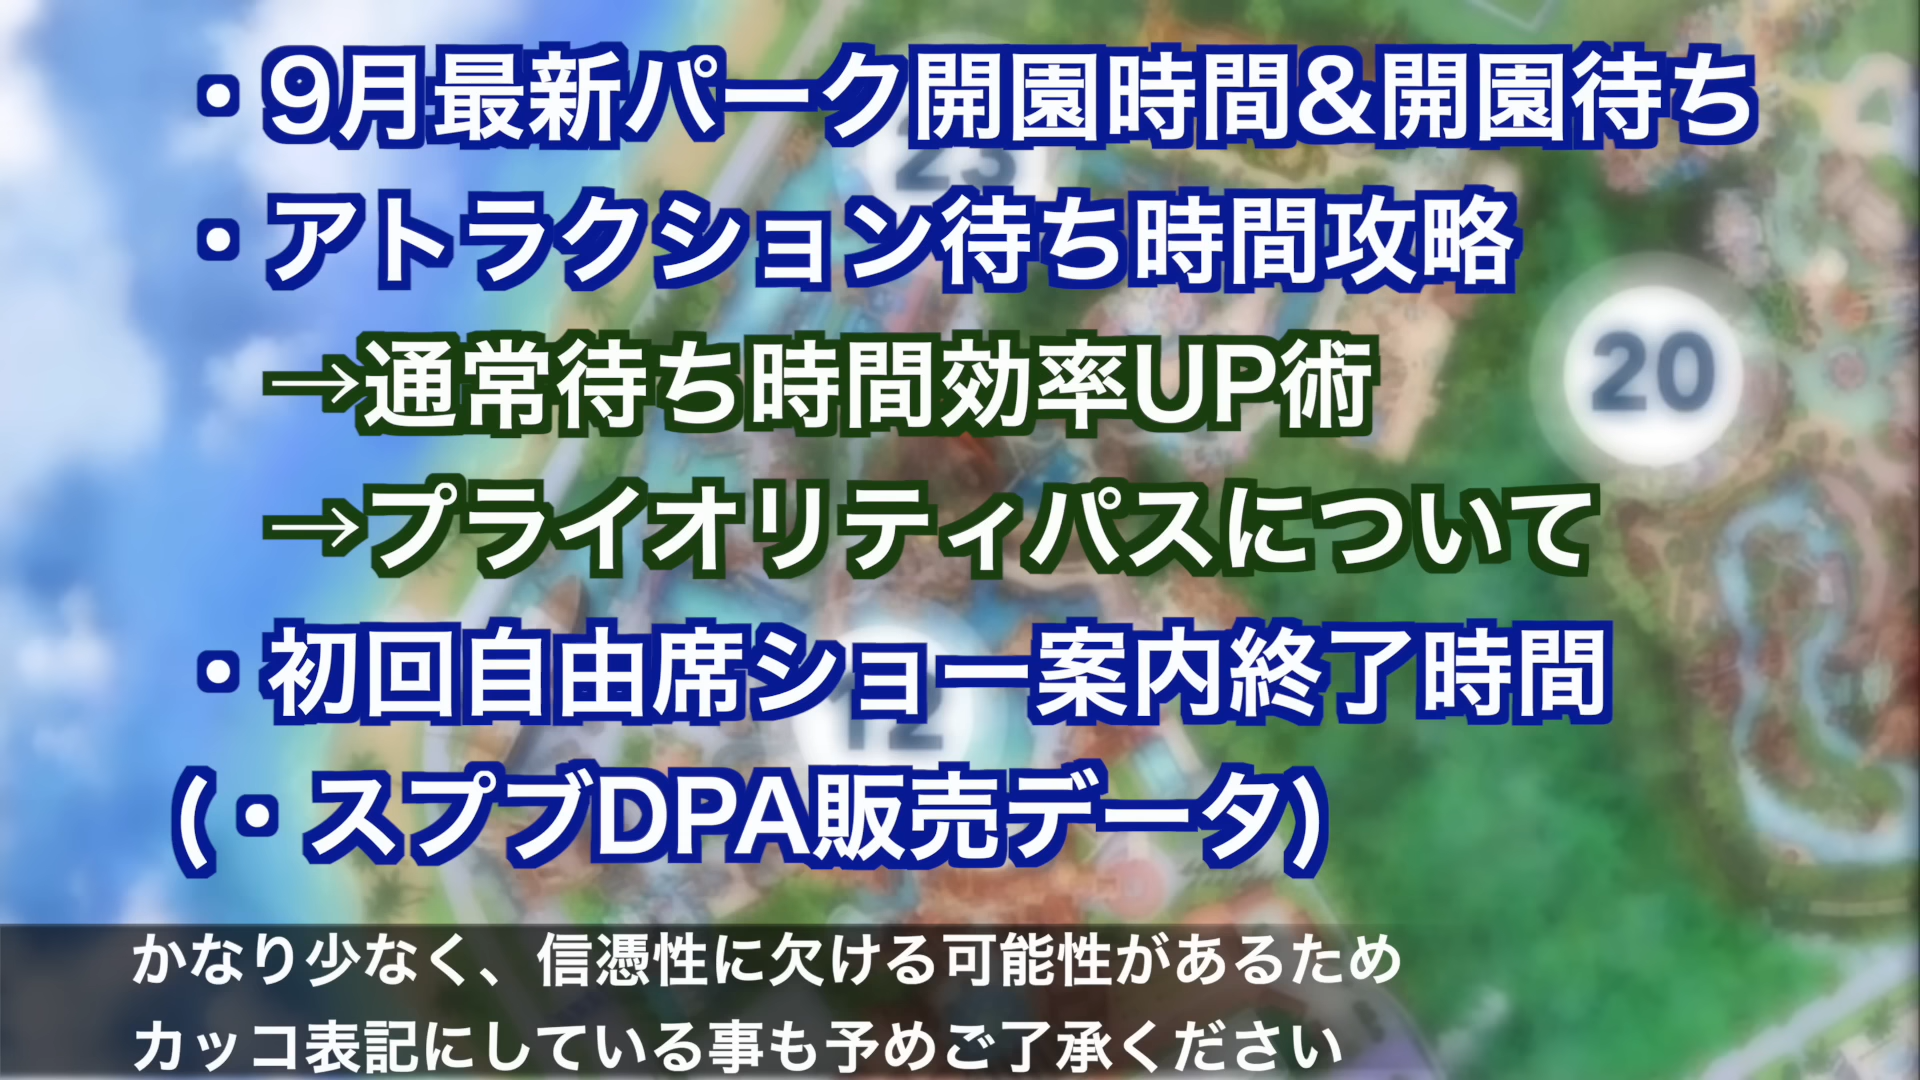 ・9月最新パーク開園時間&開園待ち
23
・アトラクション待ち時間攻略
→通常待ち時間効率UP術
20
→プライオリティパスについて
・初回自由席ショー案内終了時間
12
(・スプブDPA販売データ)
かなり少なく、信憑性に欠ける可能性があるため
カッコ表記にしている事も予めご了承ください